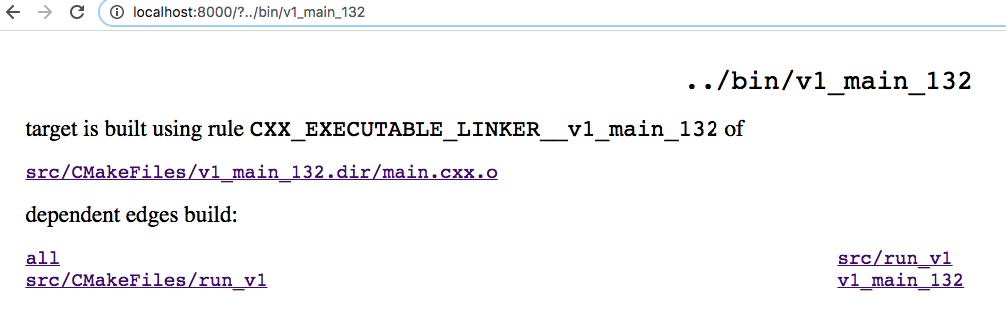 localhost:8000/?../bin/v1_main_132
../bin/v1_main_132
target is built using rule CXX_EXECUTABLE_LINKER__v1_main_132 of
src/CMakeFiles/v1_main_132.dir/main.cxx.o
dependent edges build:
all src/run_v1
src/CMakeFiles/run_v1 v1_main_132